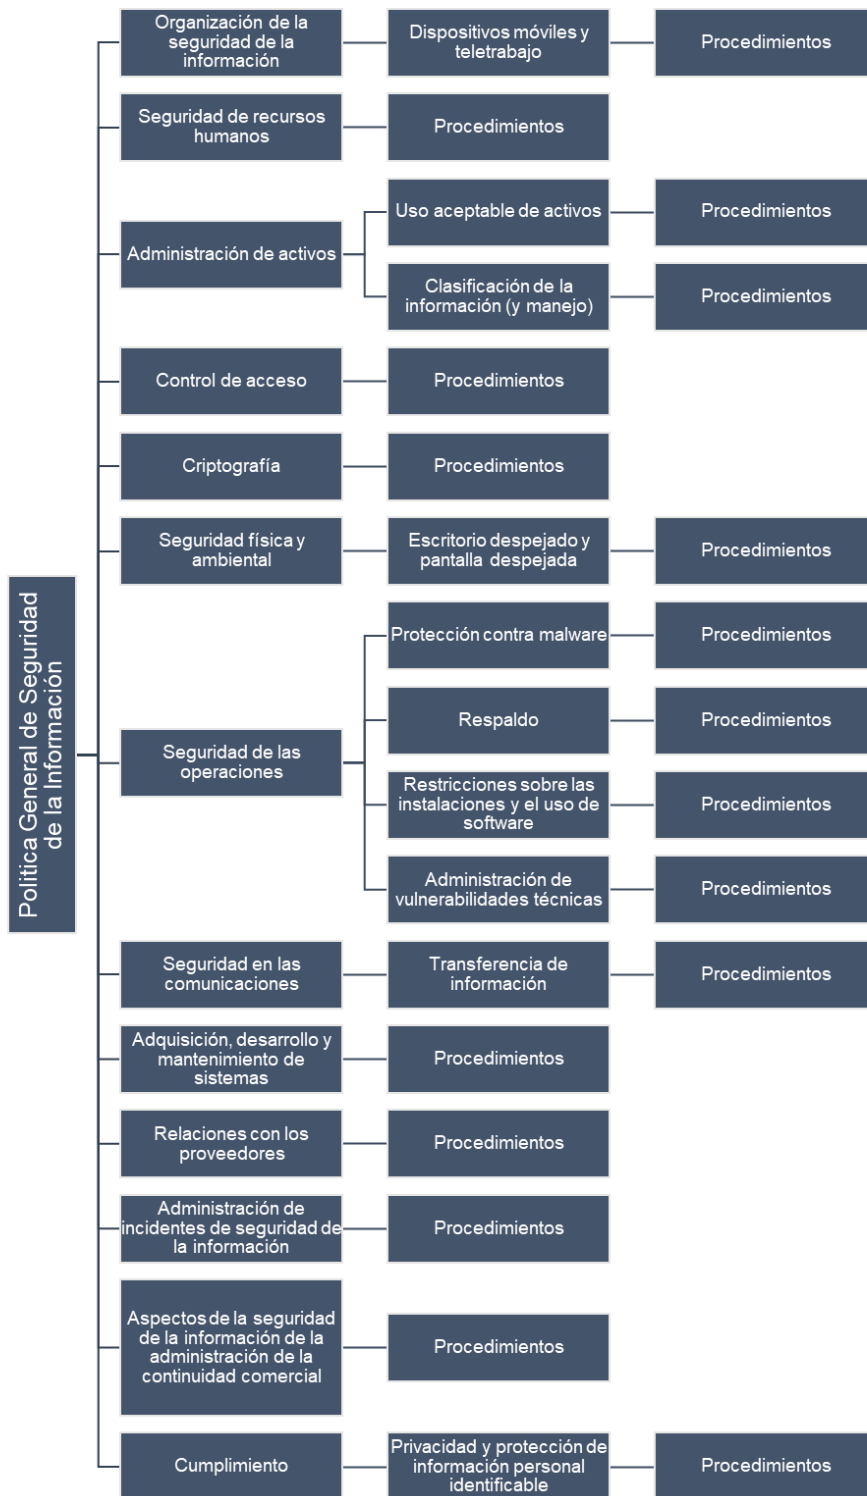 Organización de la
seguridad de la
información
Dispositivos móviles y
teletrabajo
Procedimientos
Seguridad de recursos
humanos
Procedimientos
Administración de activos
Uso aceptable de activos
Procedimientos
Clasificación de la
información (y manejo)
Procedimientos
Control de acceso
Procedimientos
Criptografía
Procedimientos
Seguridad física y
ambiental
Escritorio despejado y
pantalla despejada
Procedimientos
Politica General de Seguridad
de la Información
Seguridad de las
operaciones
Protección contra malware
Procedimientos
Respaldo
Procedimientos
Restricciones sobre las
instalaciones y el uso de
software
Procedimientos
Administración de
vulnerabilidades técnicas
Procedimientos
Seguridad en las
comunicaciones
Transferencia de
información
Procedimientos
Adquisición, desarrollo y
mantenimiento de
sistemas
Procedimientos
Relaciones con los
proveedores
Procedimientos
Administración de
incidentes de seguridad de
la información
Procedimientos
Aspectos de la seguridad
de la información de la
administración de la
continuidad comercial
Procedimientos
Cumplimiento
Privacidad y protección de
información personal
identificable
Procedimientos